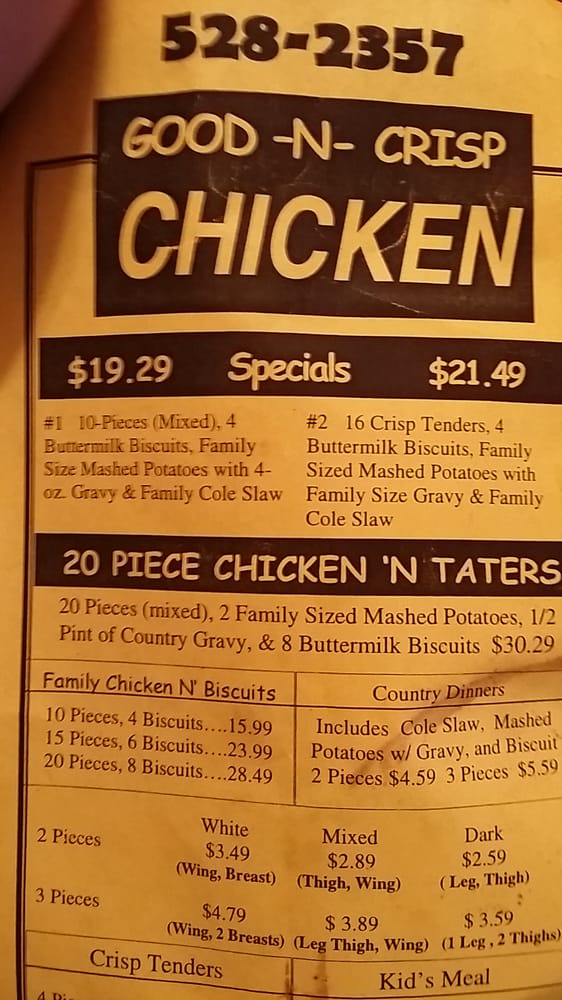 528-2357
GOOD -N- CRISP
CHICKEN
$19.29 Specials $21.49
#1 10-Pieces (Mixed), 4
Buttermilk Biscuits, Family
Size Mashed Potatoes with 4-
oz. Gravy & Family Cole Slaw
#2 16 Crisp Tenders, 4
Buttermilk Biscuits, Family
Sized Mashed Potatoes with
Family Size Gravy & Family
Cole Slaw
20 PIECE CHICKEN 'N TATERS
20 Pieces (mixed), 2 Family Sized Mashed Potatoes, 1/2
Pint of Country Gravy, & 8 Buttermilk Biscuits $30.29
Family Chicken N' Biscuits
10 Pieces, 4 Biscuits....15.99
15 Pieces, 6 Biscuits....23.99
20 Pieces, 8 Biscuits....28.49
Country Dinners
Includes Cole Slaw, Mashed
Potatoes w/ Gravy, and Biscuit
2 Pieces $4.59 3 Pieces $5.59
White Mixed Dark
2 Pieces $3.49 $2.89 $2.59
(Wing, Breast) (Thigh, Wing) (Leg, Thigh)
3 Pieces $4.79 $ 3.89 $ 3.59
(Wing, 2 Breasts) (Leg Thigh, Wing) (1 Leg , 2 Thighs)
Crisp Tenders Kid's Meal